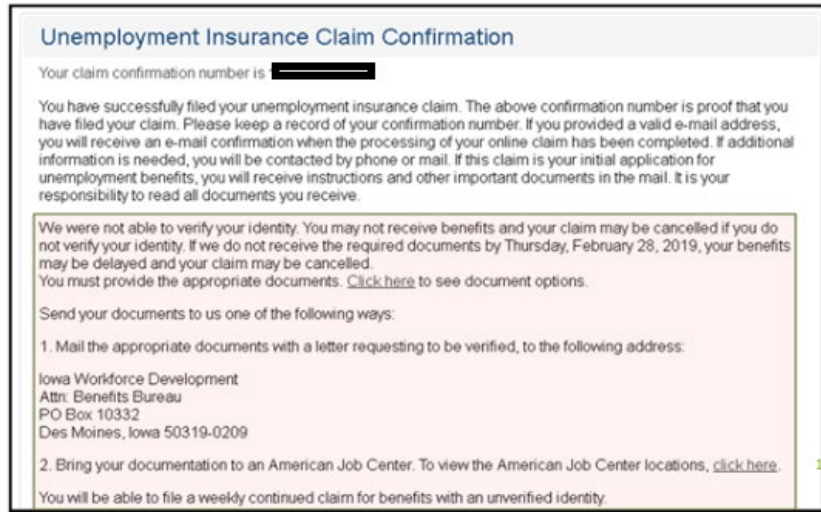 Unemployment Insurance Claim Confirmation
Your claim confirmation number is
You have successfully filed your unemployment insurance claim. The above confirmation number is proof that you
have filed your claim. Please keep a record of your confirmation number. If you provided a valid e-mail address,
you will receive an e-mail confirmation when the processing of your online claim has been completed. If additional
information is needed, you will be contacted by phone or mail. If this claim is your initial application for
unemployment benefits, you will receive instructions and other important documents in the mail. It is your
responsibility to read all documents you receive.
We were not able to verify your identity. You may not receive benefits and your claim may be cancelled if you do
not verify your identity. If we do not receive the required documents by Thursday, February 28, 2019, your benefits
may be delayed and your claim may be cancelled.
You must provide the appropriate documents. Click here to see document options.
Send your documents to us one of the following ways:
1. Mail the appropriate documents with a letter requesting to be verified, to the following address:
Iowa Workforce Development
Attn: Benefits Bureau
PO Box 10332
Des Moines, Iowa 50319-0209
2. Bring your documentation to an American Job Center. To view the American Job Center locations, click here.
1
You will be able to file a weekly continued claim for benefits with an unverified identity.